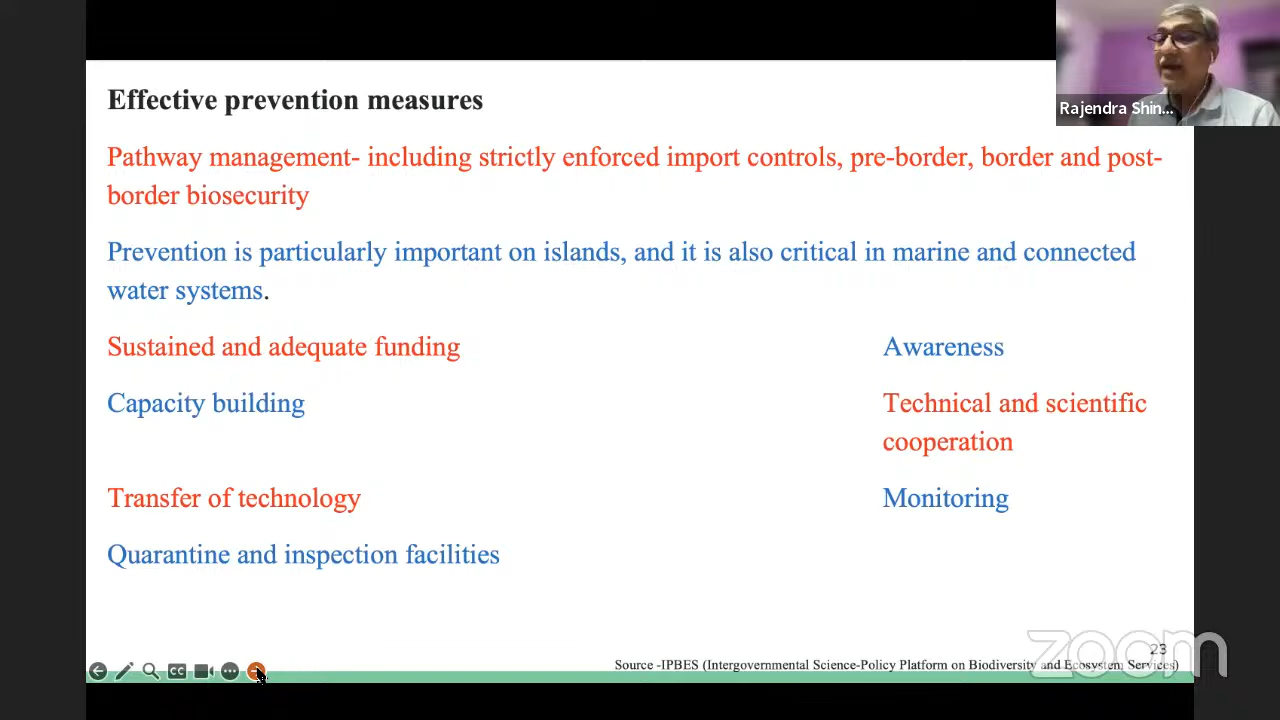 Rajendra Shin...
Effective prevention measures
Pathway management- including strictly enforced import controls, pre-border, border and post-
border biosecurity
Prevention is particularly important on islands, and it is also critical in marine and connected
water systems.
Sustained and adequate funding
Awareness
Capacity building
Technical and scientific
cooperation
Transfer of technology
Monitoring
Quarantine and inspection facilities
CC
23
Source -IPBES (Intergovernmental Science-Policy Platform on Biodiversity and Ecosystem Services)
zoom